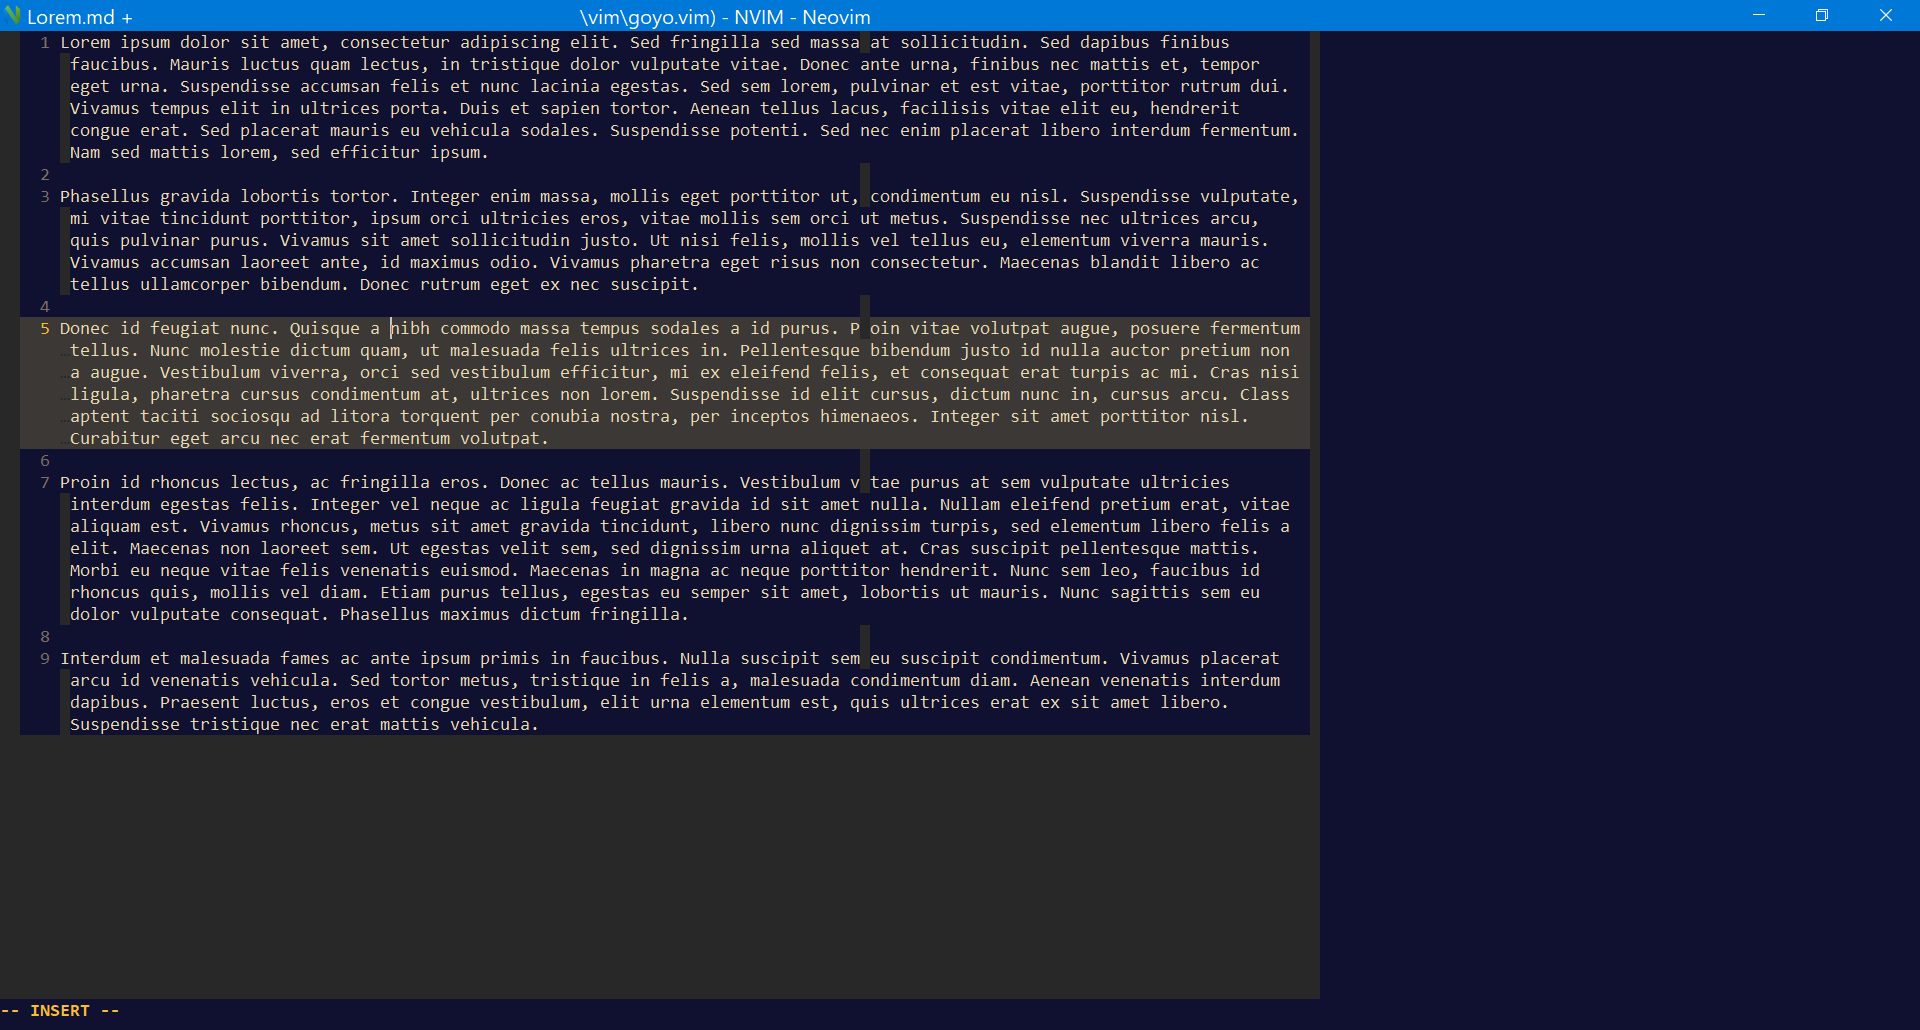 Lorem.md + \vim\goyo.vim) - NVIM - Neovim
1 Lorem ipsum dolor sit amet, consectetur adipiscing elit. Sed fringilla sed massa at sollicitudin. Sed dapibus finibus
faucibus. Mauris luctus quam lectus, in tristique dolor vulputate vitae. Donec ante urna, finibus nec mattis et, tempor
eget urna. Suspendisse accumsan felis et nunc lacinia egestas. Sed sem lorem, pulvinar et est vitae, porttitor rutrum dui.
Vivamus tempus elit in ultrices porta. Duis et sapien tortor. Aenean tellus lacus, facilisis vitae elit eu, hendrerit
congue erat. Sed placerat mauris eu vehicula sodales. Suspendisse potenti. Sed nec enim placerat libero interdum fermentum.
Nam sed mattis lorem, sed efficitur ipsum.
2
3 Phasellus gravida lobortis tortor. Integer enim massa, mollis eget porttitor ut, condimentum eu nisl. Suspendisse vulputate,
mi vitae tincidunt porttitor, ipsum orci ultricies eros, vitae mollis sem orci ut metus. Suspendisse nec ultrices arcu,
quis pulvinar purus. Vivamus sit amet sollicitudin justo. Ut nisi felis, mollis vel tellus eu, elementum viverra mauris.
Vivamus accumsan laoreet ante, id maximus odio. Vivamus pharetra eget risus non consectetur. Maecenas blandit libero ac
tellus ullamcorper bibendum. Donec rutrum eget ex nec suscipit.
4
5 Donec id feugiat nunc. Quisque a nibh commodo massa tempus sodales a id purus. P oin vitae volutpat augue, posuere fermentum
…tellus. Nunc molestie dictum quam, ut malesuada felis ultrices in. Pellentesque bibendum justo id nulla auctor pretium non
…a augue. Vestibulum viverra, orci sed vestibulum efficitur, mi ex eleifend felis, et consequat erat turpis ac mi. Cras nisi
…ligula, pharetra cursus condimentum at, ultrices non lorem. Suspendisse id elit cursus, dictum nunc in, cursus arcu. Class
…aptent taciti sociosqu ad litora torquent per conubia nostra, per inceptos himenaeos. Integer sit amet porttitor nisl.
…Curabitur eget arcu nec erat fermentum volutpat.
6
7 Proin id rhoncus lectus, ac fringilla eros. Donec ac tellus mauris. Vestibulum v tae purus at sem vulputate ultricies
interdum egestas felis. Integer vel neque ac ligula feugiat gravida id sit amet nulla. Nullam eleifend pretium erat, vitae
aliquam est. Vivamus rhoncus, metus sit amet gravida tincidunt, libero nunc dignissim turpis, sed elementum libero felis a
elit. Maecenas non laoreet sem. Ut egestas velit sem, sed dignissim urna aliquet at. Cras suscipit pellentesque mattis.
Morbi eu neque vitae felis venenatis euismod. Maecenas in magna ac neque porttitor hendrerit. Nunc sem leo, faucibus id
rhoncus quis, mollis vel diam. Etiam purus tellus, egestas eu semper sit amet, lobortis ut mauris. Nunc sagittis sem eu
dolor vulputate consequat. Phasellus maximus dictum fringilla.
8
9 Interdum et malesuada fames ac ante ipsum primis in faucibus. Nulla suscipit sem eu suscipit condimentum. Vivamus placerat
arcu id venenatis vehicula. Sed tortor metus, tristique in felis a, malesuada condimentum diam. Aenean venenatis interdum
dapibus. Praesent luctus, eros et congue vestibulum, elit urna elementum est, quis ultrices erat ex sit amet libero.
Suspendisse tristique nec erat mattis vehicula.
-- INSERT --